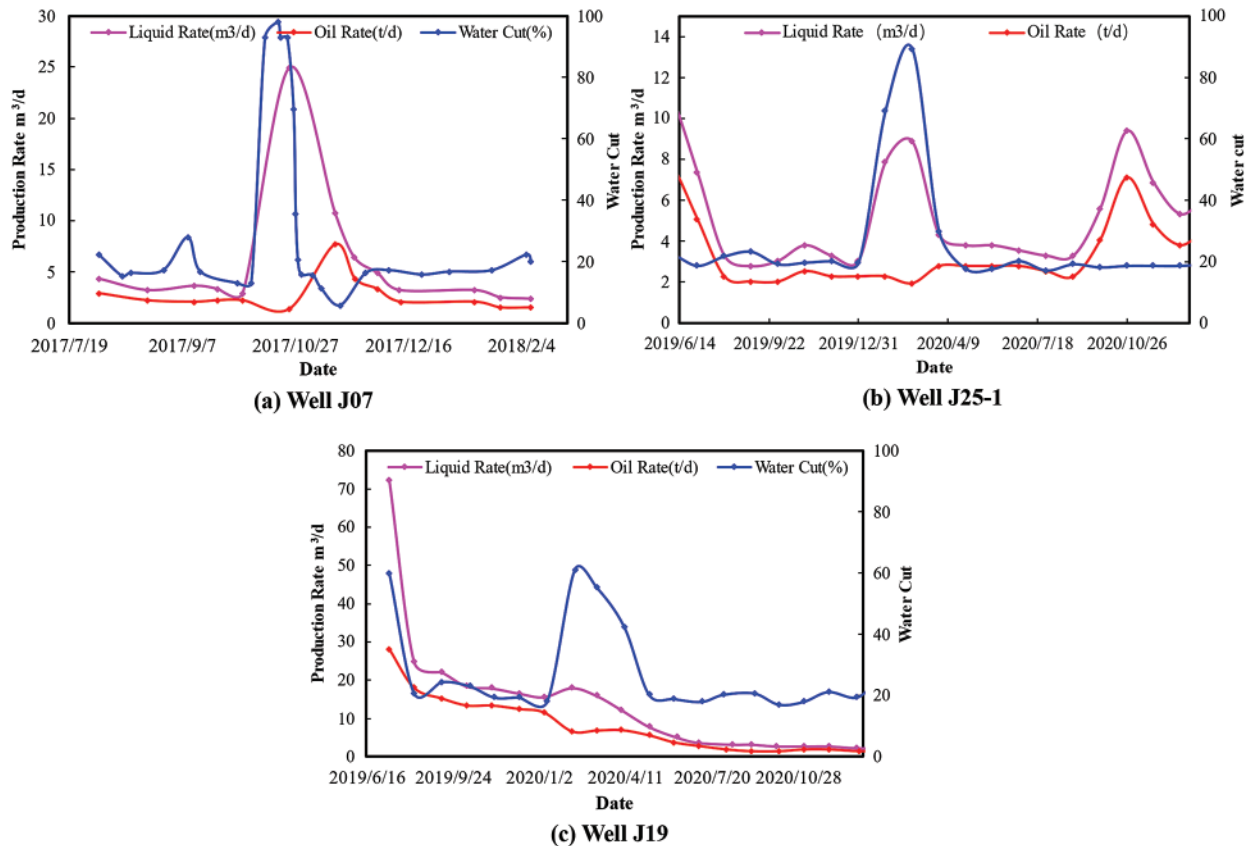 Liquid Rate(m3/d) Oil Rate(t/d) Water Cut(%)
Production Rate m³/d
30
25
20
15
10
5
0
100
80
60
40
20
0
Water Cut
2017/7/19 2017/9/7 2017/10/27 2017/12/16 2018/2/4
Date
(a) Well J07
Liquid Rate （m3/d） Oil Rate （t/d）
Production Rate m³/d
14
12
10
8
6
4
2
0
100
80
60
40
20
0
Water cut
2019/6/14 2019/9/22 2019/12/31 2020/4/9 2020/7/18 2020/10/26
Date
(b) Well J25-1
Liquid Rate(m3/d) Oil Rate(t/d) Water Cut(%)
Production Rate m³/d
80
70
60
50
40
30
20
10
0
100
80
60
40
20
0
Water Cut
2019/6/16 2019/9/24 2020/1/2 2020/4/11 2020/7/20 2020/10/28
Date
(c) Well J19